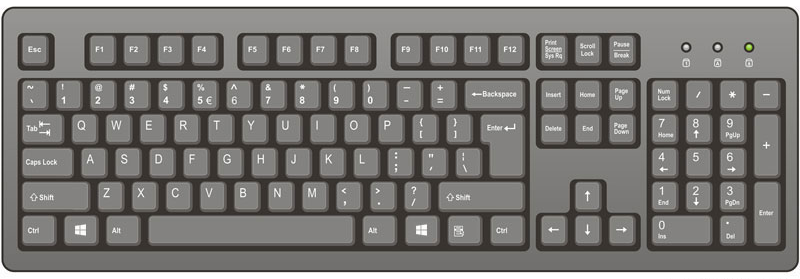 Esc F1 F2 F3 F4 F5 F6 F7 F8 F9 F10 F11 F12 Print Screen Sys Rq Scroll Lock Pause Break 1 A
~ ! @ # $ % ^ & * ( ) – + Backspace Insert Home Page Up Num Lock / * –
\ 1 2 3 4 5 € 6 7 8 9 0 - =
Tab Q W E R T Y U I O P { [ } ] Enter Delete End Page Down 7 Home 8 ↑ 9 PgUp +
Caps Lock A S D F G H J K L : ; " , | \ 4 ← 5 6 →
⇧ Shift Z X C V B N M < , > . ? / ⇧ Shift ↑ 1 End 2 ↓ 3 PgDn Enter
Ctrl Alt Alt Ctrl ← ↓ → 0 Ins . Del